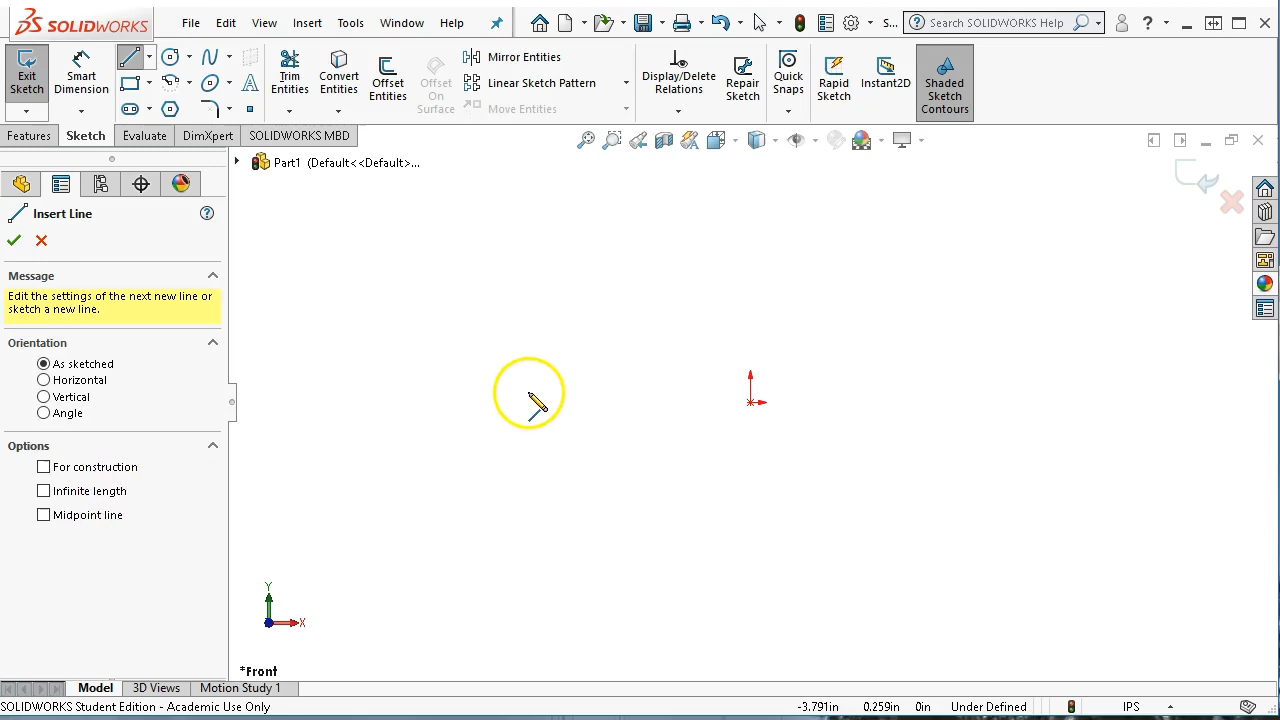 SOLIDWORKS File Edit View Insert Tools Window Help S... Search SOLIDWORKS Help ?
Exit Sketch
Smart Dimension
Trim Entities
Convert Entities
Offset Entities
Offset On Surface
Mirror Entities
Linear Sketch Pattern
Move Entities
Display/Delete Relations
Repair Sketch
Quick Snaps
Rapid Sketch
Instant2D
Shaded Sketch Contours
Features Sketch Evaluate DimXpert SOLIDWORKS MBD
Part1 (Default<<Default>...
Insert Line ?
Message
Edit the settings of the next new line or
sketch a new line.
Orientation
As sketched
Horizontal
Vertical
Angle
Options
For construction
Infinite length
Midpoint line
Y
X
*Front
Model 3D Views Motion Study 1
SOLIDWORKS Student Edition - Academic Use Only -3.791in 0.259in 0in Under Defined IPS